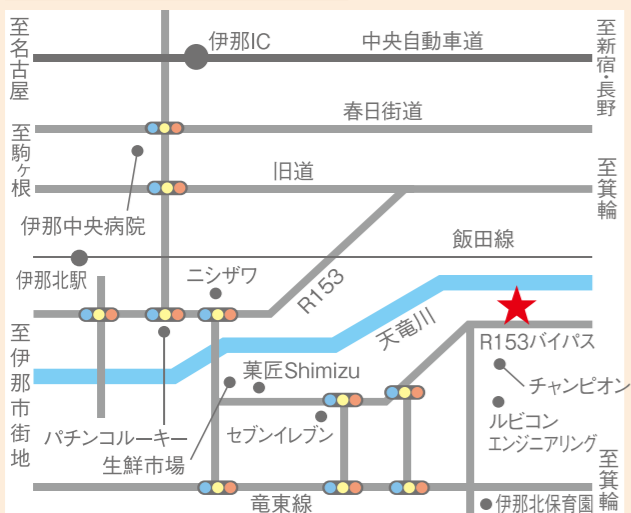 至名古屋
伊那IC
中央自動車道
至新宿・長野
春日街道
至駒ヶ根
旧道
至箕輪
伊那中央病院
飯田線
伊那北駅
ニシザワ
R153
天竜川
R153バイパス
至伊那市街地
菓匠Shimizu
チャンピオン
セブンイレブン
ルビコン
エンジニアリング
パチンコルーキー
生鮮市場
至箕輪
竜東線
伊那北保育園